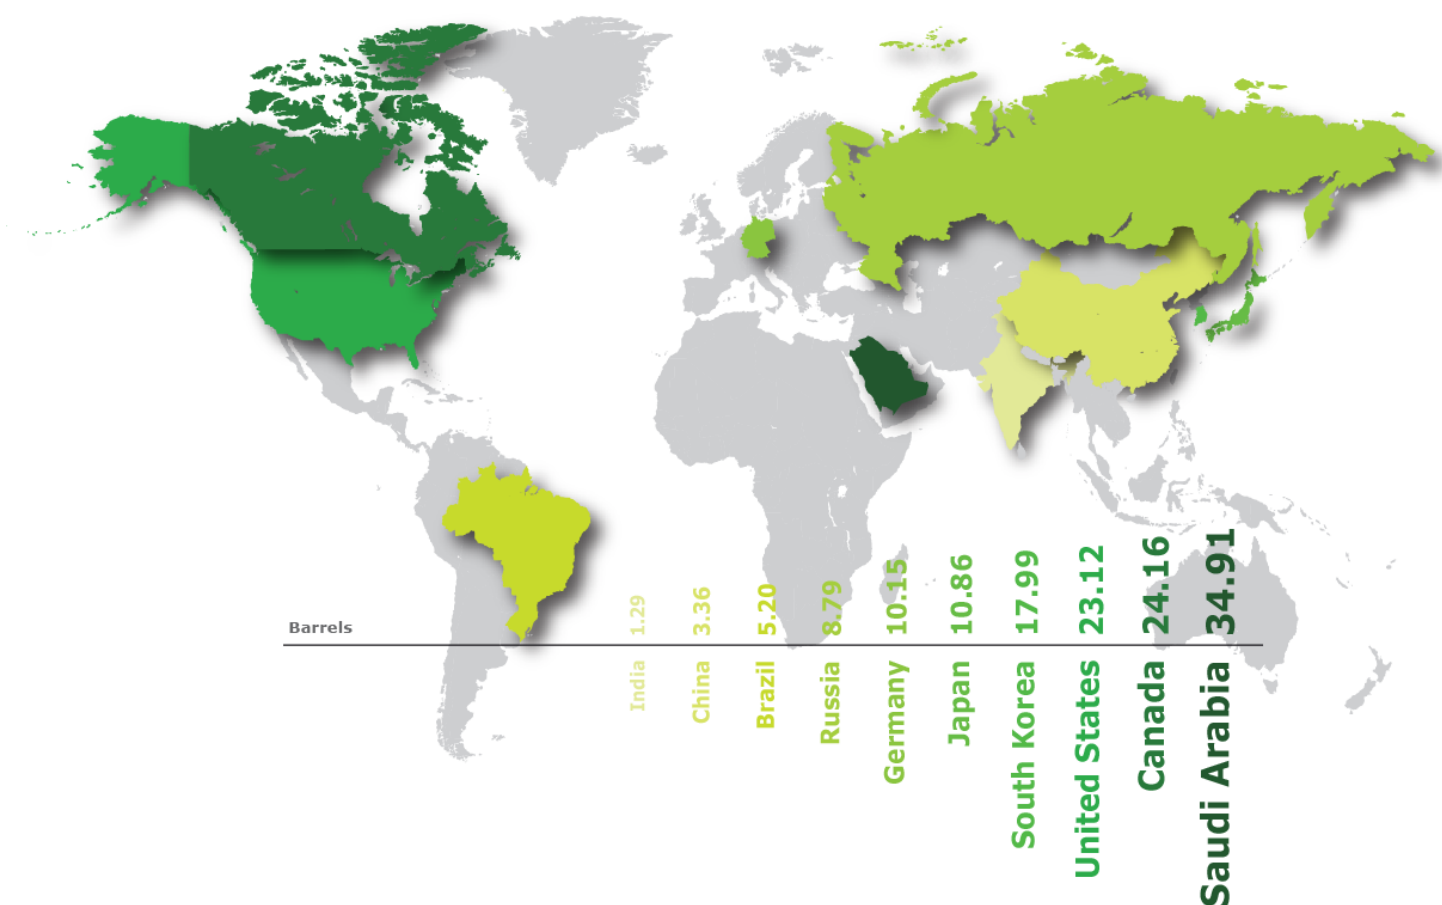 Barrels
1.29
3.36
5.20
8.79
10.15
10.86
17.99
23.12
24.16
34.91
India
China
Brazil
Russia
Germany
Japan
South Korea
United States
Canada
Saudi Arabia